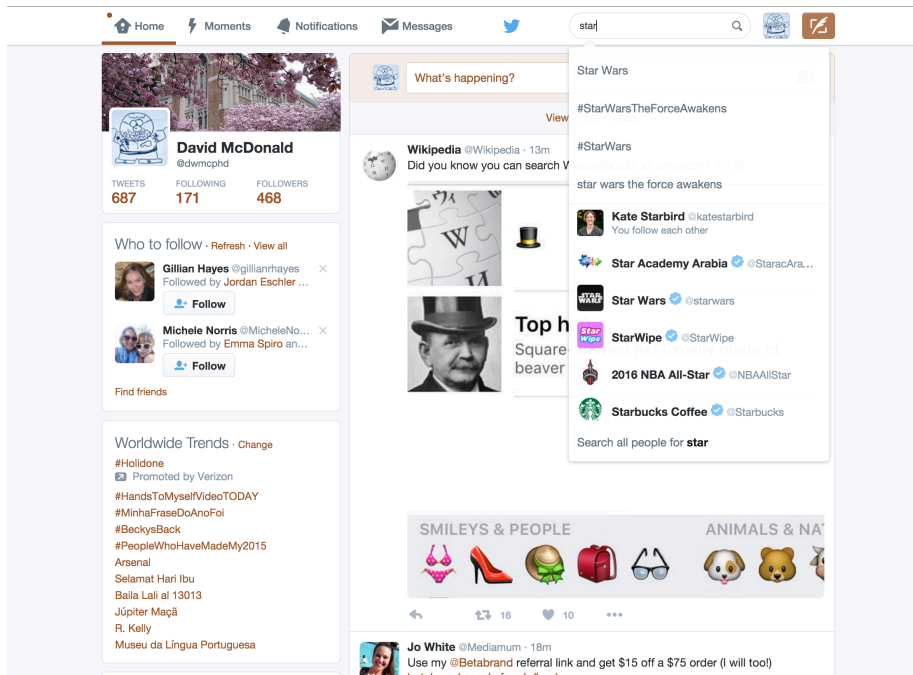 Home
Moments
Notifications
Messages
star
What's happening?
View
Star Wars
#StarWarsTheForceAwakens
#StarWars
star wars the force awakens
Kate Starbird @katestarbird
You follow each other
Star Academy Arabia @StaracAra...
Star Wars @starwars
StarWipe @StarWipe
2016 NBA All-Star @NBAAllStar
Starbucks Coffee @Starbucks
Search all people for star
David McDonald
@dwmcphd
TWEETS FOLLOWING FOLLOWERS
687 171 468
Who to follow · Refresh · View all
Gillian Hayes @gillianrhayes
Followed by Jordan Eschler ...
Follow
Michele Norris @MicheleNo...
Followed by Emma Spiro an...
Follow
Find friends
Worldwide Trends · Change
#Holidone
Promoted by Verizon
#HandsToMyselfVideoTODAY
#MinhaFraseDoAnoFoi
#BeckysBack
#PeopleWhoHaveMadeMy2015
Arsenal
Selamat Hari Ibu
Baila Lali al 13013
Júpiter Maçã
R. Kelly
Museu da Língua Portuguesa
Wikipedia @Wikipedia · 13m
Did you know you can search W
W
Top h
Square-
beaver
STAR WARS
Star Wipe
SMILEYS & PEOPLE
ANIMALS & NAT
16 10
Jo White @Mediamum · 18m
Use my @Betabrand referral link and get $15 off a $75 order (I will too!)